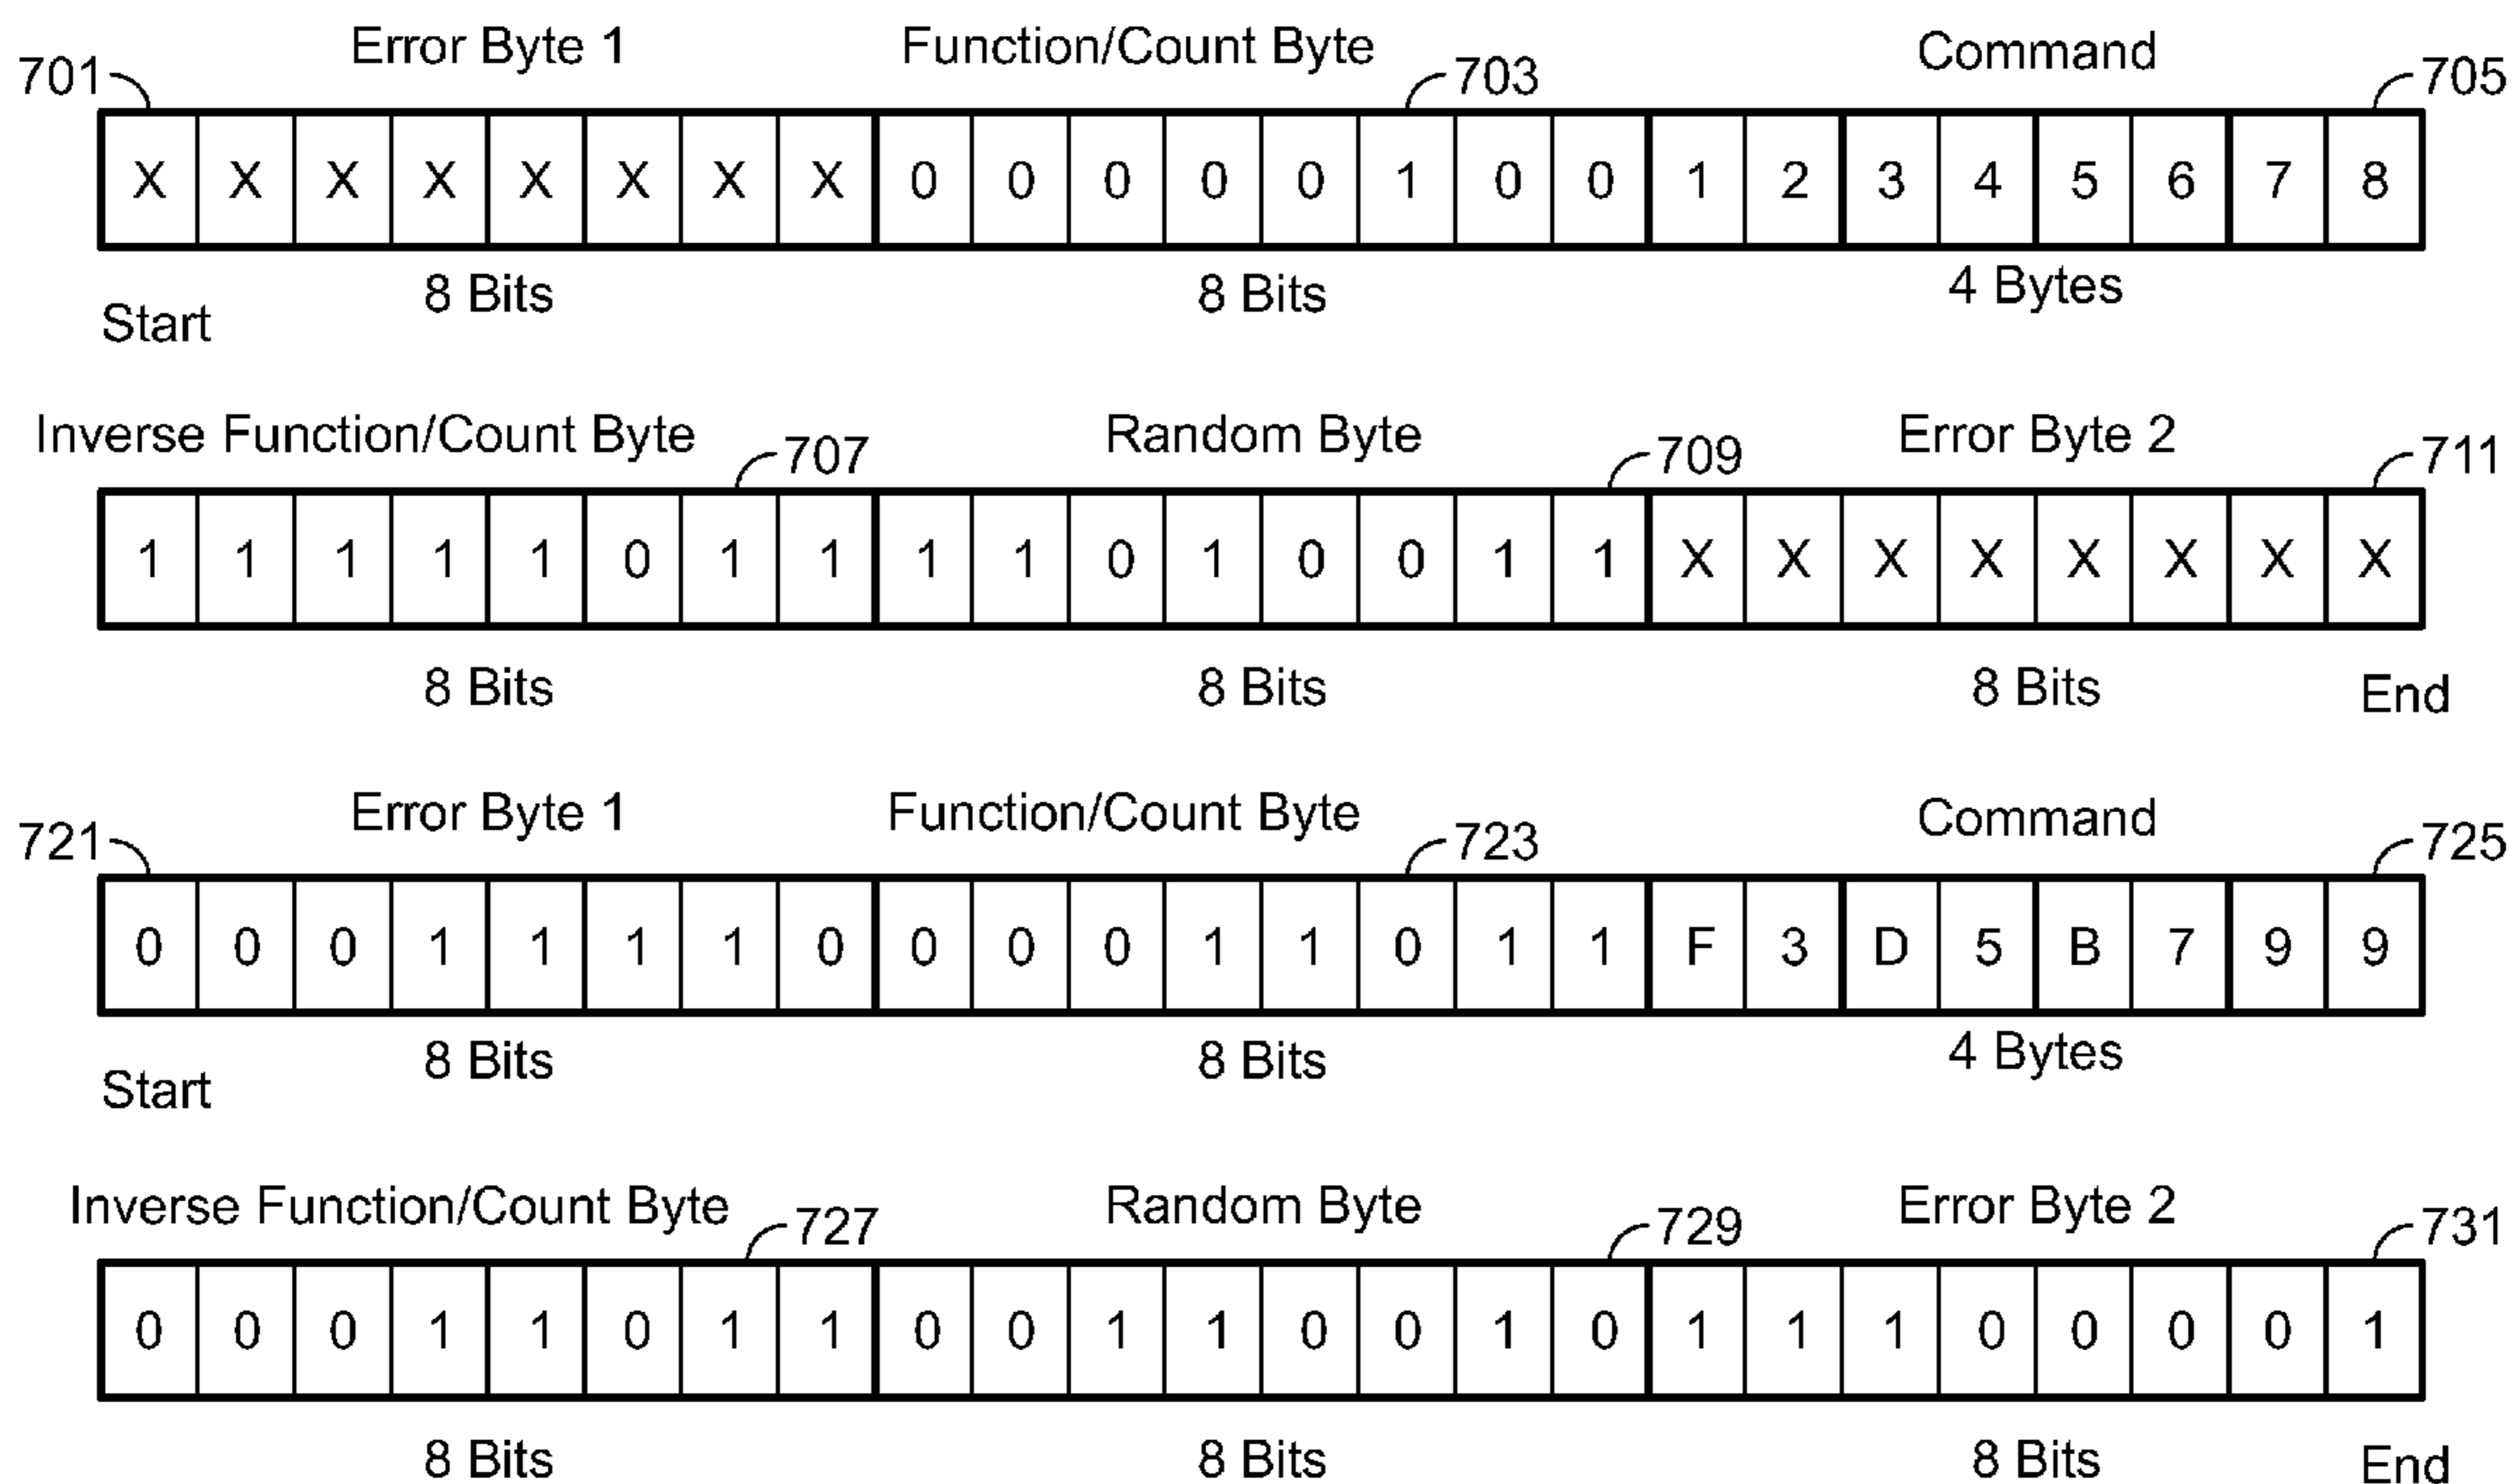 Error Byte 1 Function/Count Byte Command
701 703 705
X X X X X X X X 0 0 0 0 0 1 0 0 1 2 3 4 5 6 7 8
8 Bits 8 Bits 4 Bytes
Start
Inverse Function/Count Byte Random Byte Error Byte 2
707 709 711
1 1 1 1 1 0 1 1 1 1 0 1 0 0 1 1 X X X X X X X X
8 Bits 8 Bits 8 Bits End
Error Byte 1 Function/Count Byte Command
721 723 725
0 0 0 1 1 1 1 0 0 0 0 1 1 0 1 1 F 3 D 5 B 7 9 9
8 Bits 8 Bits 4 Bytes
Start
Inverse Function/Count Byte Random Byte Error Byte 2
727 729 731
0 0 0 1 1 0 1 1 0 0 1 1 0 0 1 0 1 1 1 0 0 0 0 1
8 Bits 8 Bits 8 Bits End